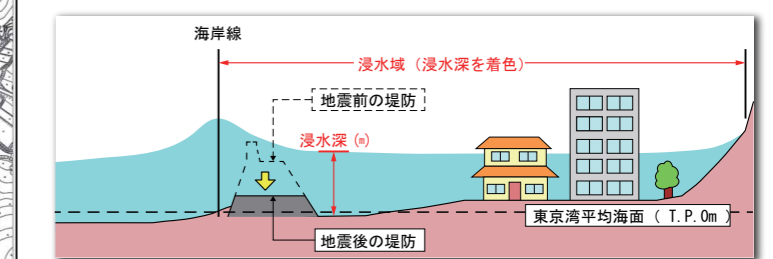 海岸線
浸水域（浸水深を着色）
地震前の堤防
浸水深(m)
東京湾平均海面（ T.P.0m ）
地震後の堤防